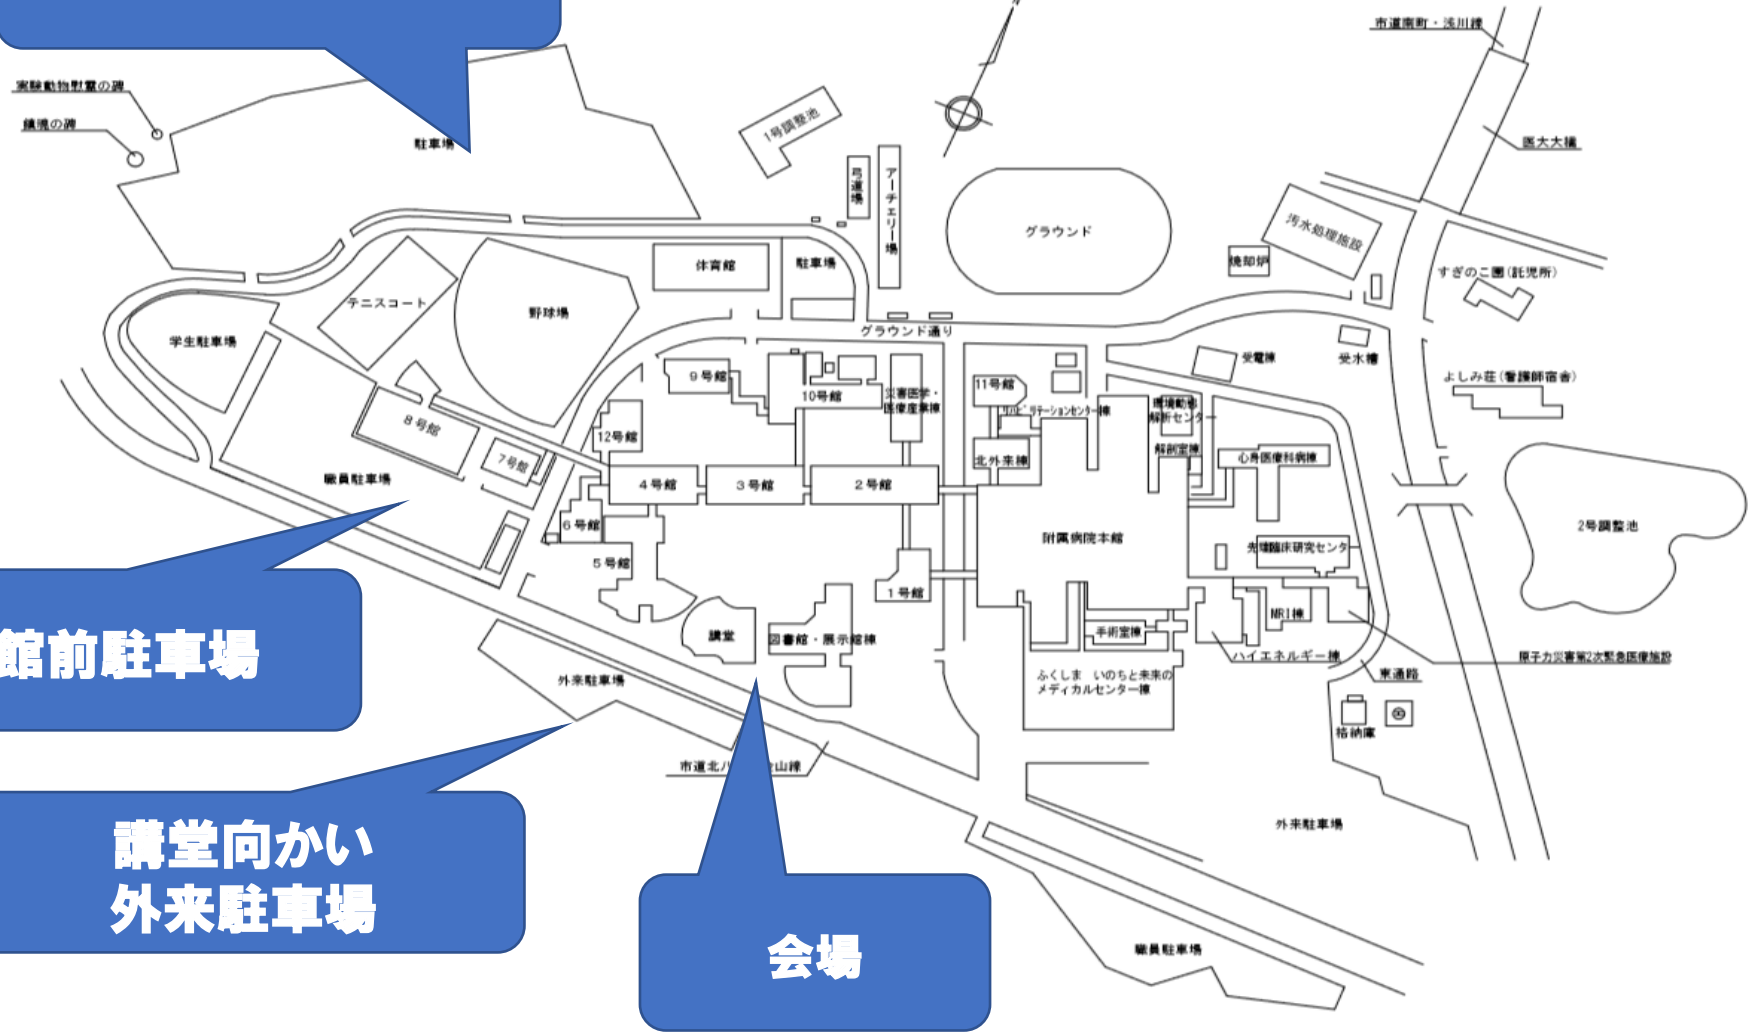 N
市道南町・浅川線
実験動物慰霊の碑
鎮魂の碑
駐車場
1号調整池
弓道場
アーチェリー場
グラウンド
医大大橋
汚水処理施設
焼却炉
すぎのこ園(託児所)
体育館
駐車場
テニスコート
野球場
学生駐車場
グラウンド通り
受電棟
受水槽
よしみ荘(看護師宿舎)
9号館
10号館
災害医学・
医療産業棟
11号館
リハビリテーションセンター棟
環境動態
解析センター
8号館
12号館
7号館
北外来棟
解剖室棟
心身医療科病棟
職員駐車場
4号館
3号館
2号館
6号館
附属病院本館
2号調整池
5号館
先端臨床研究センター
1号館
MRI棟
講堂
図書館・展示館棟
手術室棟
ハイエネルギー棟
原子力災害第2次緊急医療施設
館前駐車場
外来駐車場
ふくしま いのちと未来の
メディカルセンター棟
東通路
格納庫
市道北八
山線
講堂向かい
外来駐車場
外来駐車場
会場
職員駐車場